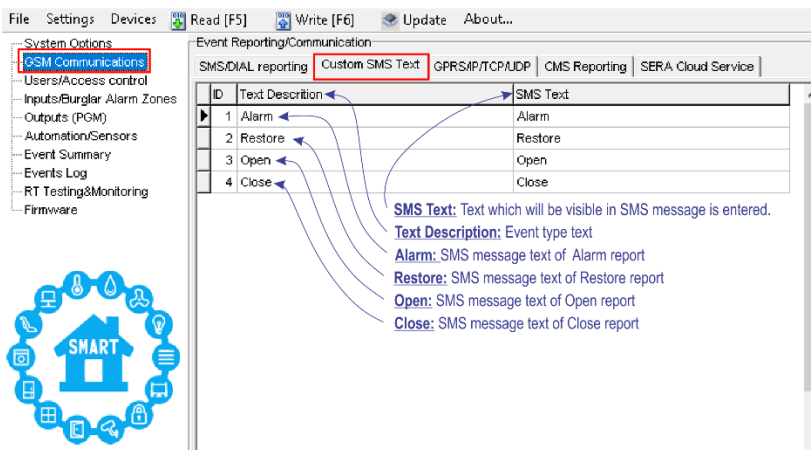 File Settings Devices Read [F5] Write [F6] Update About...
System Options
GSM Communications
Users/Access control
Inputs/Burglar Alarm Zones
Outputs (PGM)
Automation/Sensors
Event Summary
Events Log
RT Testing&Monitoring
Firmware
SMART
Event Reporting/Communication
SMS/DIAL reporting Custom SMS Text GPRS/IP/TCP/UDP CMS Reporting SERA Cloud Service
ID Text Descrition SMS Text
1 Alarm Alarm
2 Restore Restore
3 Open Open
4 Close Close
SMS Text: Text which will be visible in SMS message is entered.
Text Description: Event type text
Alarm: SMS message text of Alarm report
Restore: SMS message text of Restore report
Open: SMS message text of Open report
Close: SMS message text of Close report